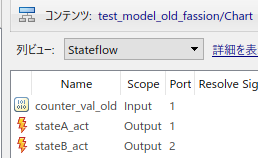 コンテンツ: test_model_old_fassion/Chart
列ビュー: Stateflow 詳細を表
Name Scope Port Resolve Sig
counter_val_old Input 1
stateA_act Output 1
stateB_act Output 2